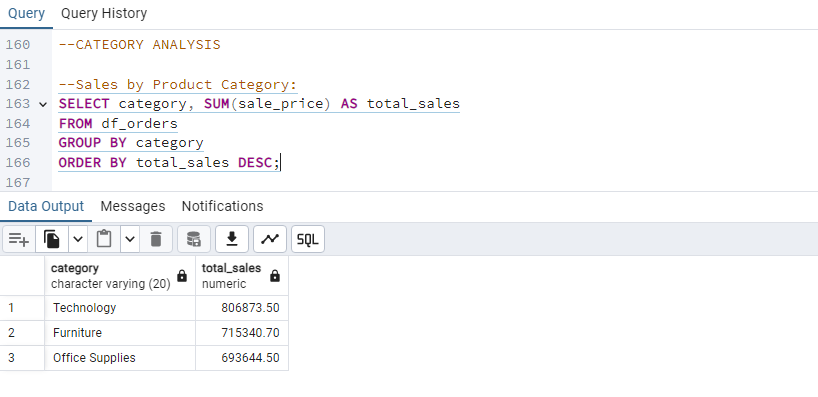 Query Query History
160 --CATEGORY ANALYSIS
161
162 --Sales by Product Category:
163 SELECT category, SUM(sale_price) AS total_sales
164 FROM df_orders
165 GROUP BY category
166 ORDER BY total_sales DESC;
167
Data Output Messages Notifications
SQL
category total_sales
character varying (20) numeric
1 Technology 806873.50
2 Furniture 715340.70
3 Office Supplies 693644.50